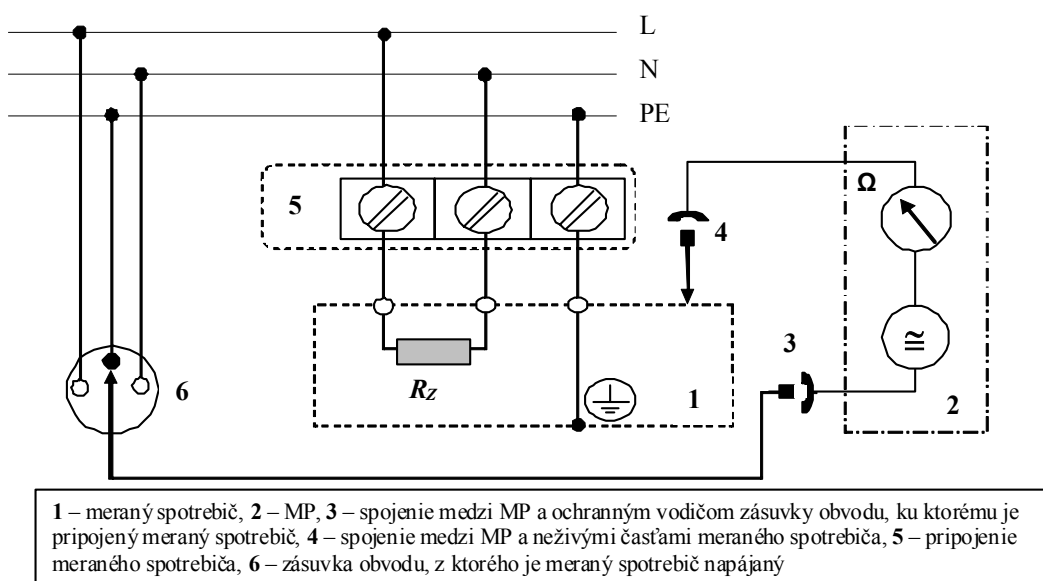 L
N
PE
5
Ω
4
3
6
R_Z
1
2
1 – meraný spotrebič, 2 – MP, 3 – spojenie medzi MP a ochranným vodičom zásuvky obvodu, ku ktorému je
pripojený meraný spotrebič, 4 – spojenie medzi MP a neživými časťami meraného spotrebiča, 5 – pripojenie
meraného spotrebiča, 6 – zásuvka obvodu, z ktorého je meraný spotrebič napájaný